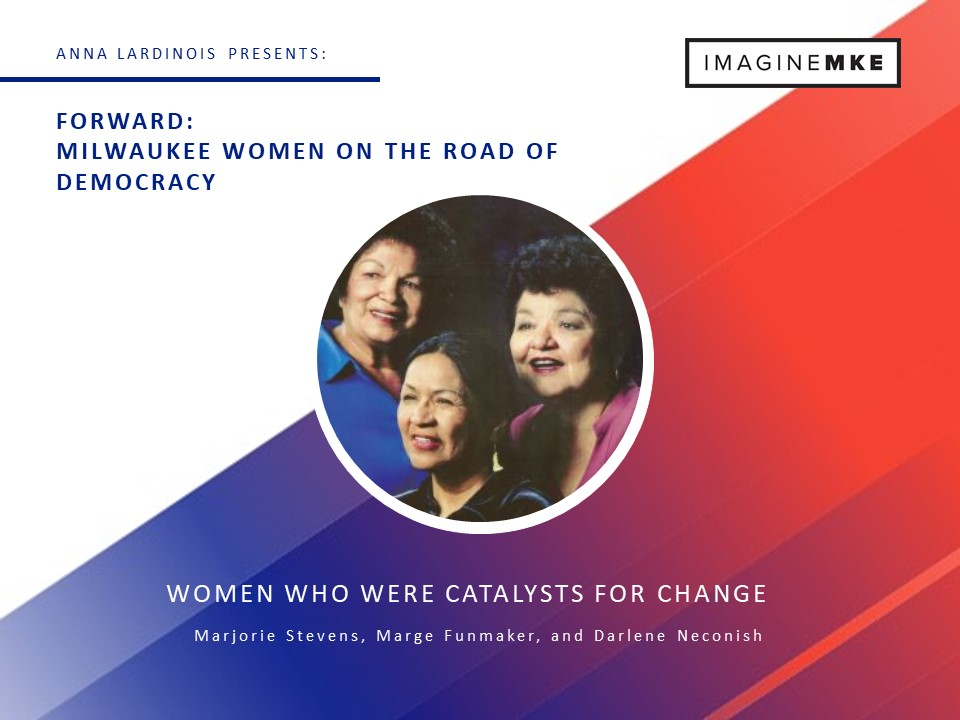 ANNA LARDINOIS PRESENTS:
IMAGINEMKE
FORWARD:
MILWAUKEE WOMEN ON THE ROAD OF
DEMOCRACY
WOMEN WHO WERE CATALYSTS FOR CHANGE
Marjorie Stevens, Marge Funmaker, and Darlene Neconish